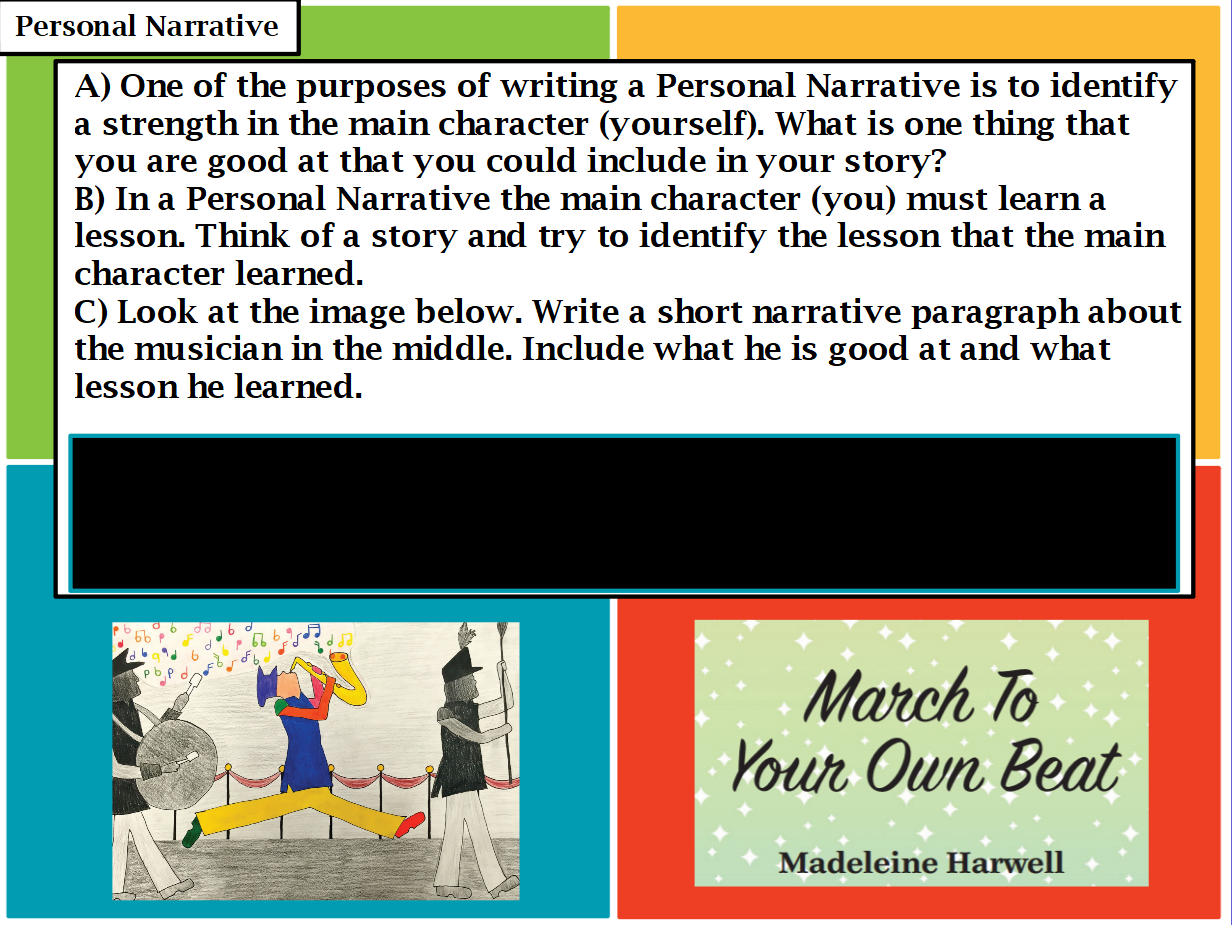 Personal Narrative
A) One of the purposes of writing a Personal Narrative is to identify
a strength in the main character (yourself). What is one thing that
you are good at that you could include in your story?
B) In a Personal Narrative the main character (you) must learn a
lesson. Think of a story and try to identify the lesson that the main
character learned.
C) Look at the image below. Write a short narrative paragraph about
the musician in the middle. Include what he is good at and what
lesson he learned.
March To
Your Own Beat
Madeleine Harwell